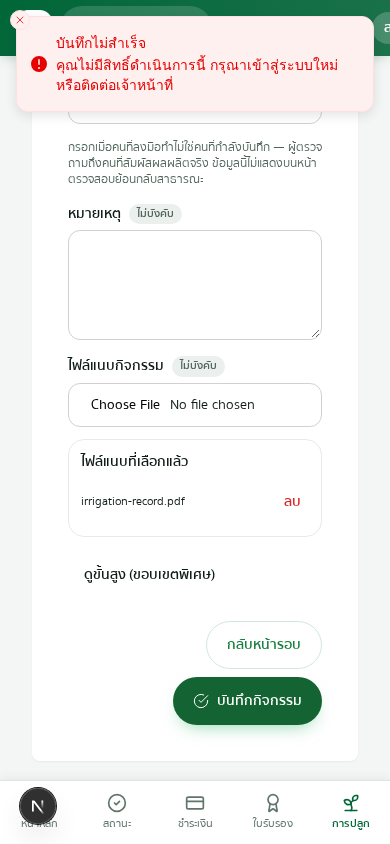 บันทึกไม่สำเร็จ
คุณไม่มีสิทธิ์ดำเนินการนี้ กรุณาเข้าสู่ระบบใหม่
หรือติดต่อเจ้าหน้าที่
กรอกเมื่อคนที่ลงมือทำไม่ใช่คนที่กำลังบันทึก — ผู้ตรวจ
ถามถึงคนที่สัมผัสผลผลิตจริง ข้อมูลนี้ไม่แสดงบนหน้า
ตรวจสอบย้อนกลับสาธารณะ
หมายเหตุ ไม่บังคับ
ไฟล์แนบกิจกรรม ไม่บังคับ
Choose File No file chosen
ไฟล์แนบที่เลือกแล้ว
irrigation-record.pdf ลบ
ดูขั้นสูง (ขอบเขตพิเศษ)
กลับหน้ารอบ
บันทึกกิจกรรม
N
สถานะ ชำระเงิน ใบรับรอง การปลูก